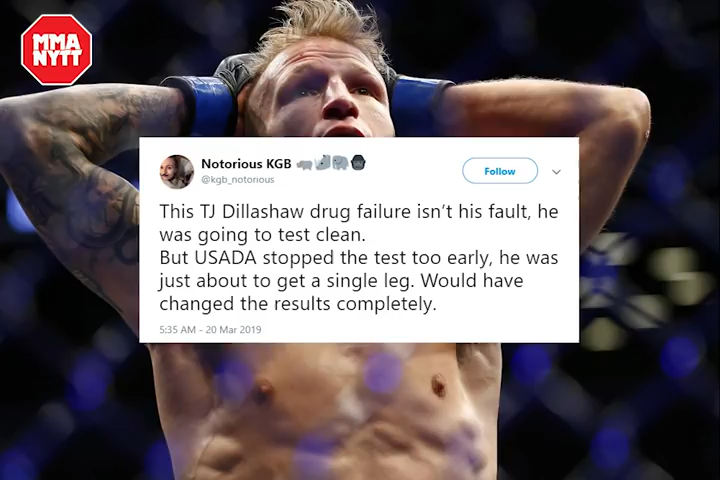 MMA
NYTT
Notorious KGB
@kgb_notorious
Follow
This TJ Dillashaw drug failure isn't his fault, he
was going to test clean.
But USADA stopped the test too early, he was
just about to get a single leg. Would have
changed the results completely.
5:35 AM - 20 Mar 2019